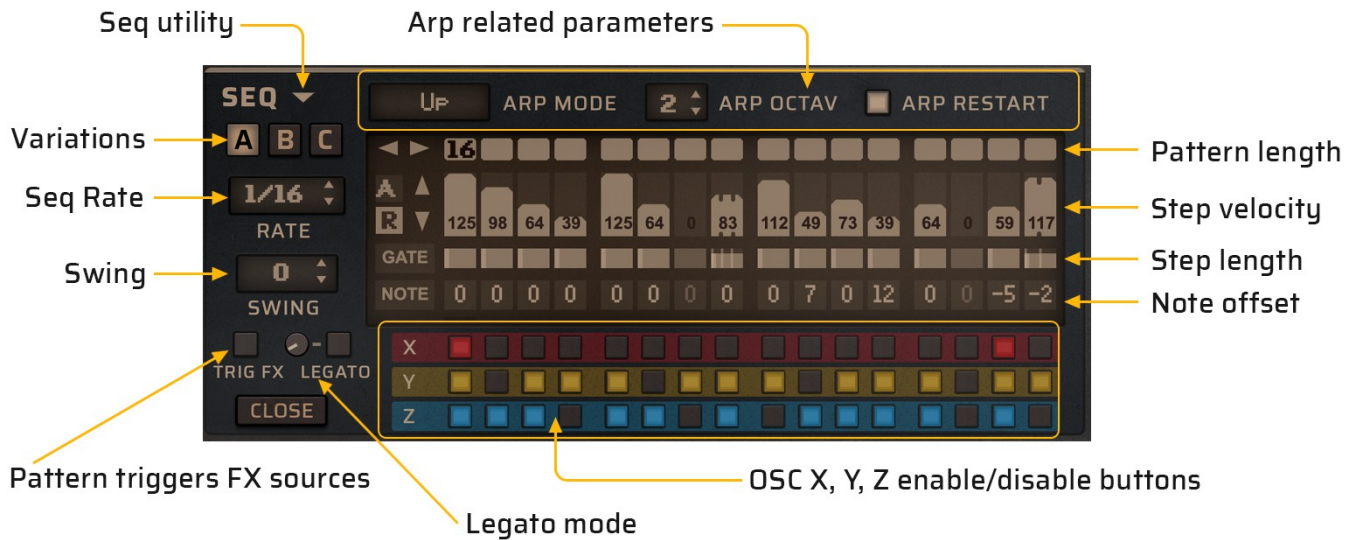 Seq utility
Arp related parameters
SEQ
Up ARP MODE 2 ARP OCTAV ARP RESTART
Variations
A B C
16
Pattern length
Seq Rate
1/16
RATE
A
R
125 98 64 39 125 64 0 83 112 49 73 39 64 0 59 117
Step velocity
Swing
0
SWING
GATE
Step length
NOTE 0 0 0 0 0 0 0 0 0 7 0 12 0 0 -5 -2
Note offset
TRIG FX LEGATO
CLOSE
X
Y
Z
Pattern triggers FX sources
OSC X, Y, Z enable/disable buttons
Legato mode